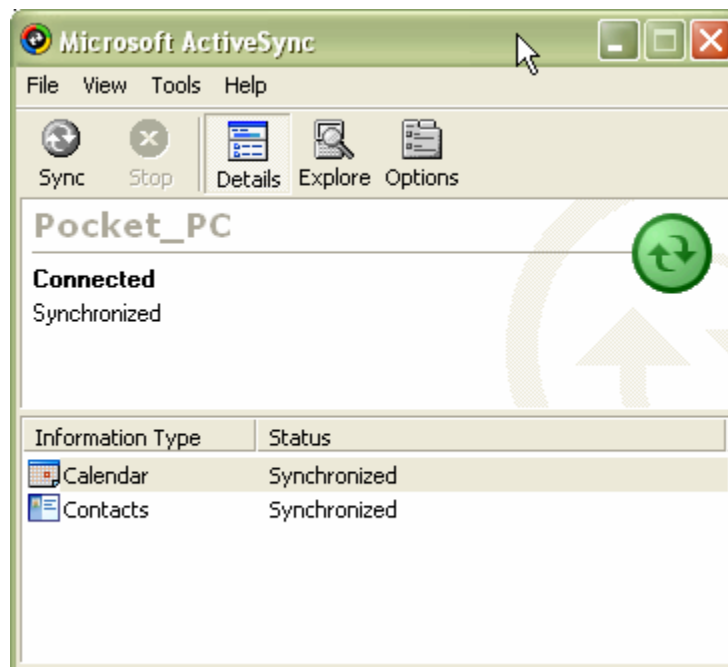 Microsoft ActiveSync
File View Tools Help
Sync Stop Details Explore Options
Pocket_PC
Connected
Synchronized
Information Type Status
Calendar Synchronized
Contacts Synchronized